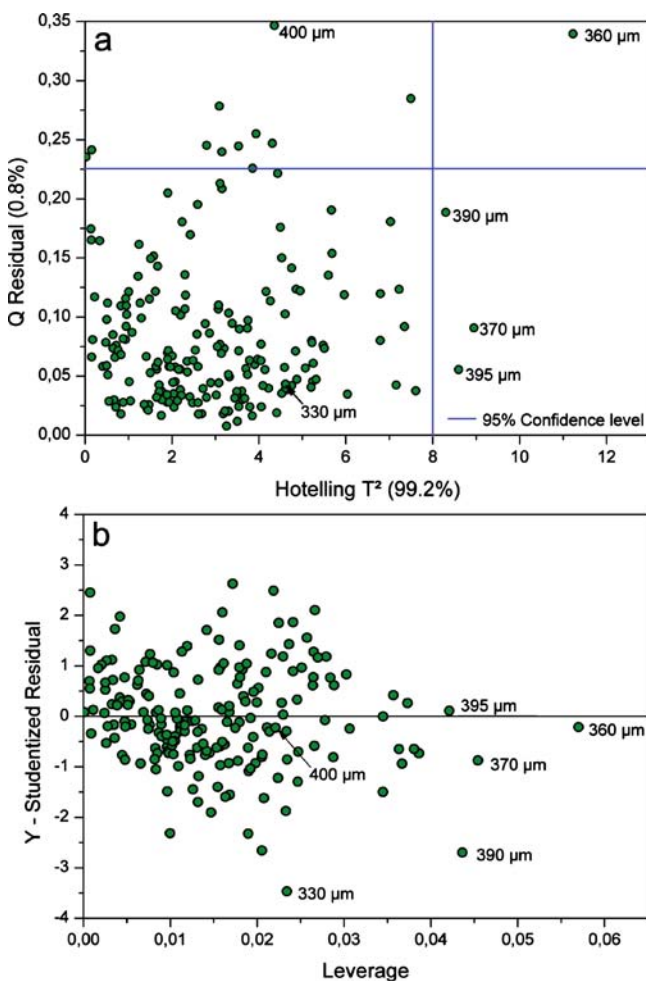 a
400 µm
360 µm
0,35
0,30
0,25
0,20
0,15
0,10
0,05
0,00
Q Residual (0.8%)
390 µm
370 µm
395 µm
330 µm
95% Confidence level
0
2
4
6
8
10
12
Hotelling T² (99.2%)
b
4
3
2
1
0
-1
-2
-3
-4
Y - Studentized Residual
395 µm
360 µm
400 µm
370 µm
390 µm
330 µm
0,00
0,01
0,02
0,03
0,04
0,05
0,06
Leverage